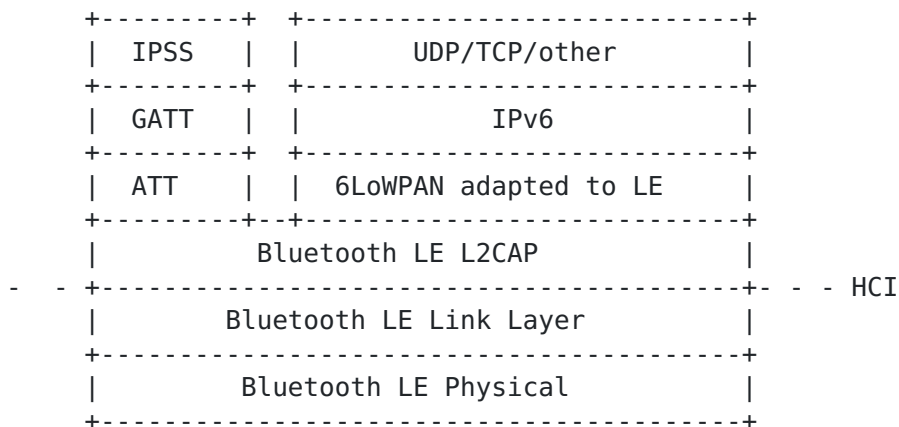 IPSS UDP/TCP/other
GATT IPv6
ATT 6LoWPAN adapted to LE
Bluetooth LE L2CAP
- - - - - HCI
Bluetooth LE Link Layer
Bluetooth LE Physical